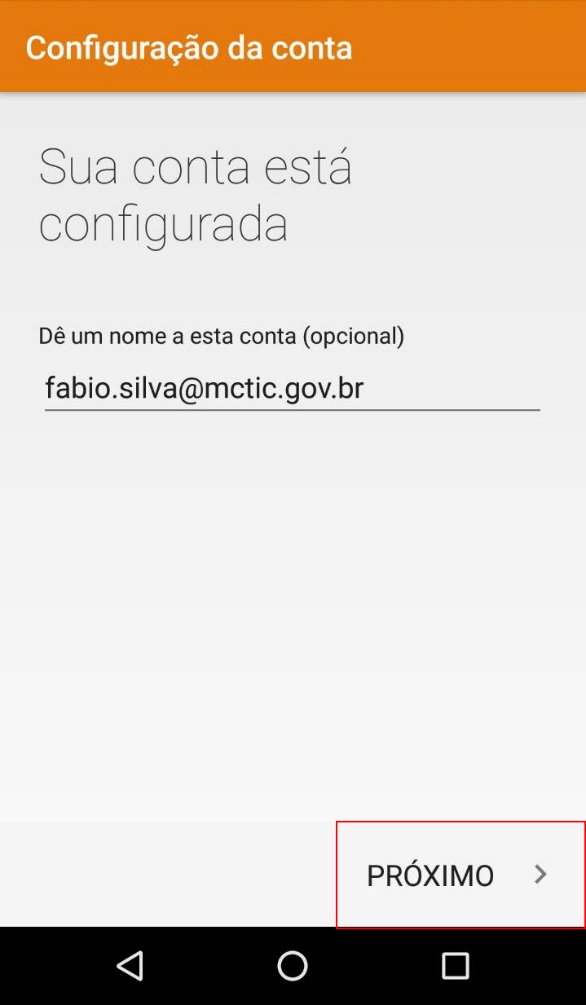 Configuração da conta
Sua conta está
configurada
Dê um nome a esta conta (opcional)
fabio.silva@mctic.gov.br
PRÓXIMO